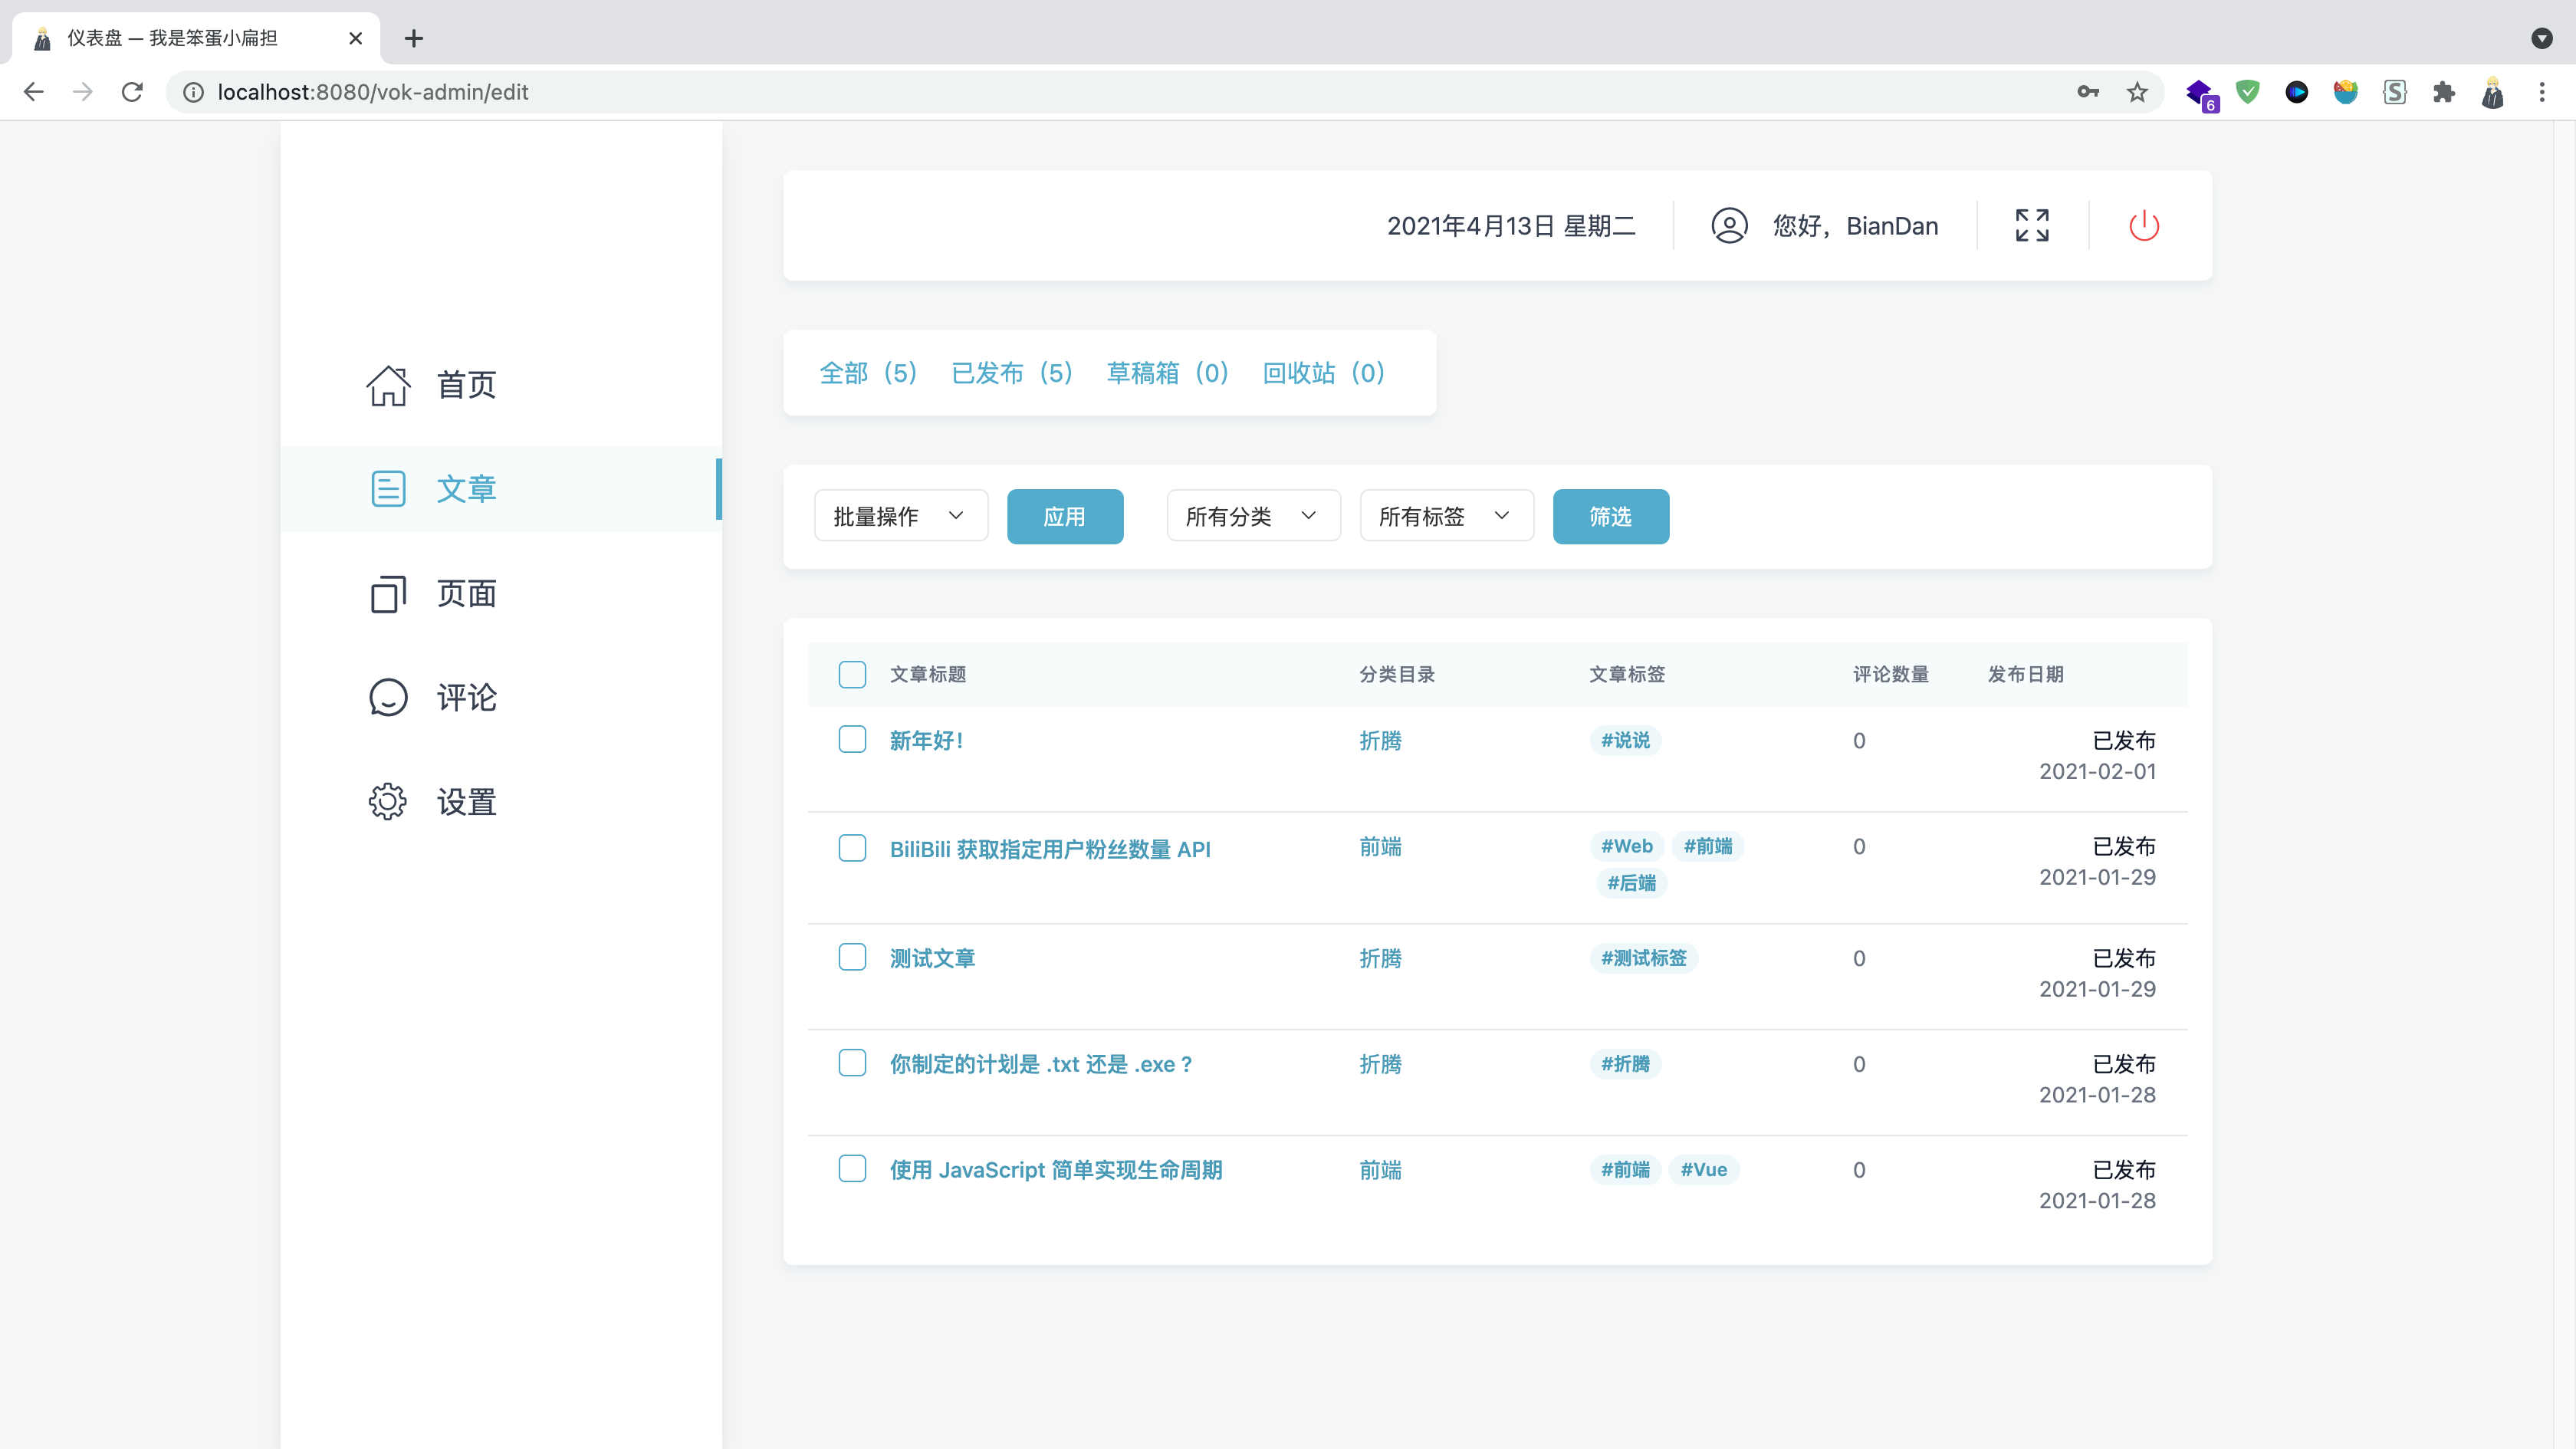 仪表盘 — 我是笨蛋小扁担
localhost:8080/vok-admin/edit
6
2021年4月13日 星期二
您好，BianDan
首页
文章
页面
评论
设置
全部（5） 已发布（5） 草稿箱（0） 回收站（0）
批量操作 应用 所有分类 所有标签 筛选
文章标题 分类目录 文章标签 评论数量 发布日期
新年好！ 折腾 #说说 0 已发布
2021-02-01
BiliBili 获取指定用户粉丝数量 API 前端 #Web #前端 0 已发布
#后端 2021-01-29
测试文章 折腾 #测试标签 0 已发布
2021-01-29
你制定的计划是 .txt 还是 .exe ? 折腾 #折腾 0 已发布
2021-01-28
使用 JavaScript 简单实现生命周期 前端 #前端 #Vue 0 已发布
2021-01-28